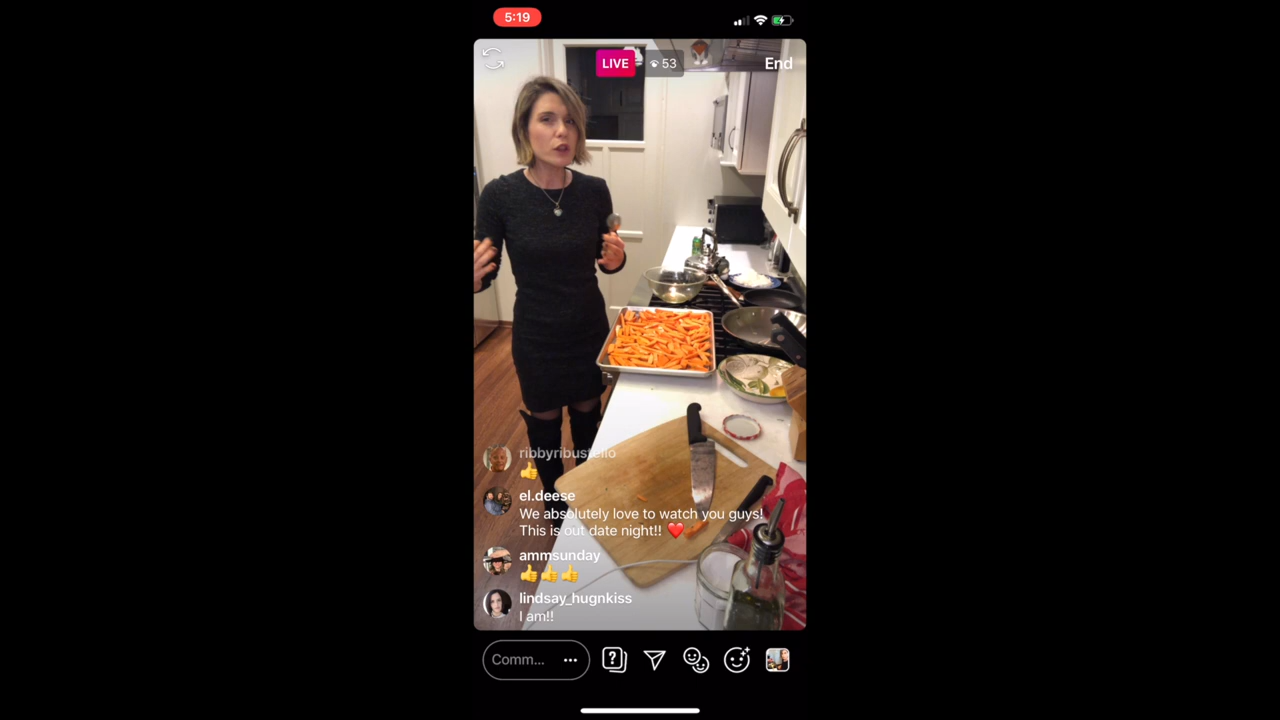 5:19
LIVE
53
End
ribbyribustello
👍
el.deese
We absolutely love to watch you guys!
This is out date night!! ❤️
ammsunday
👍👍👍
lindsay_hugnkiss
I am!!
Comm...